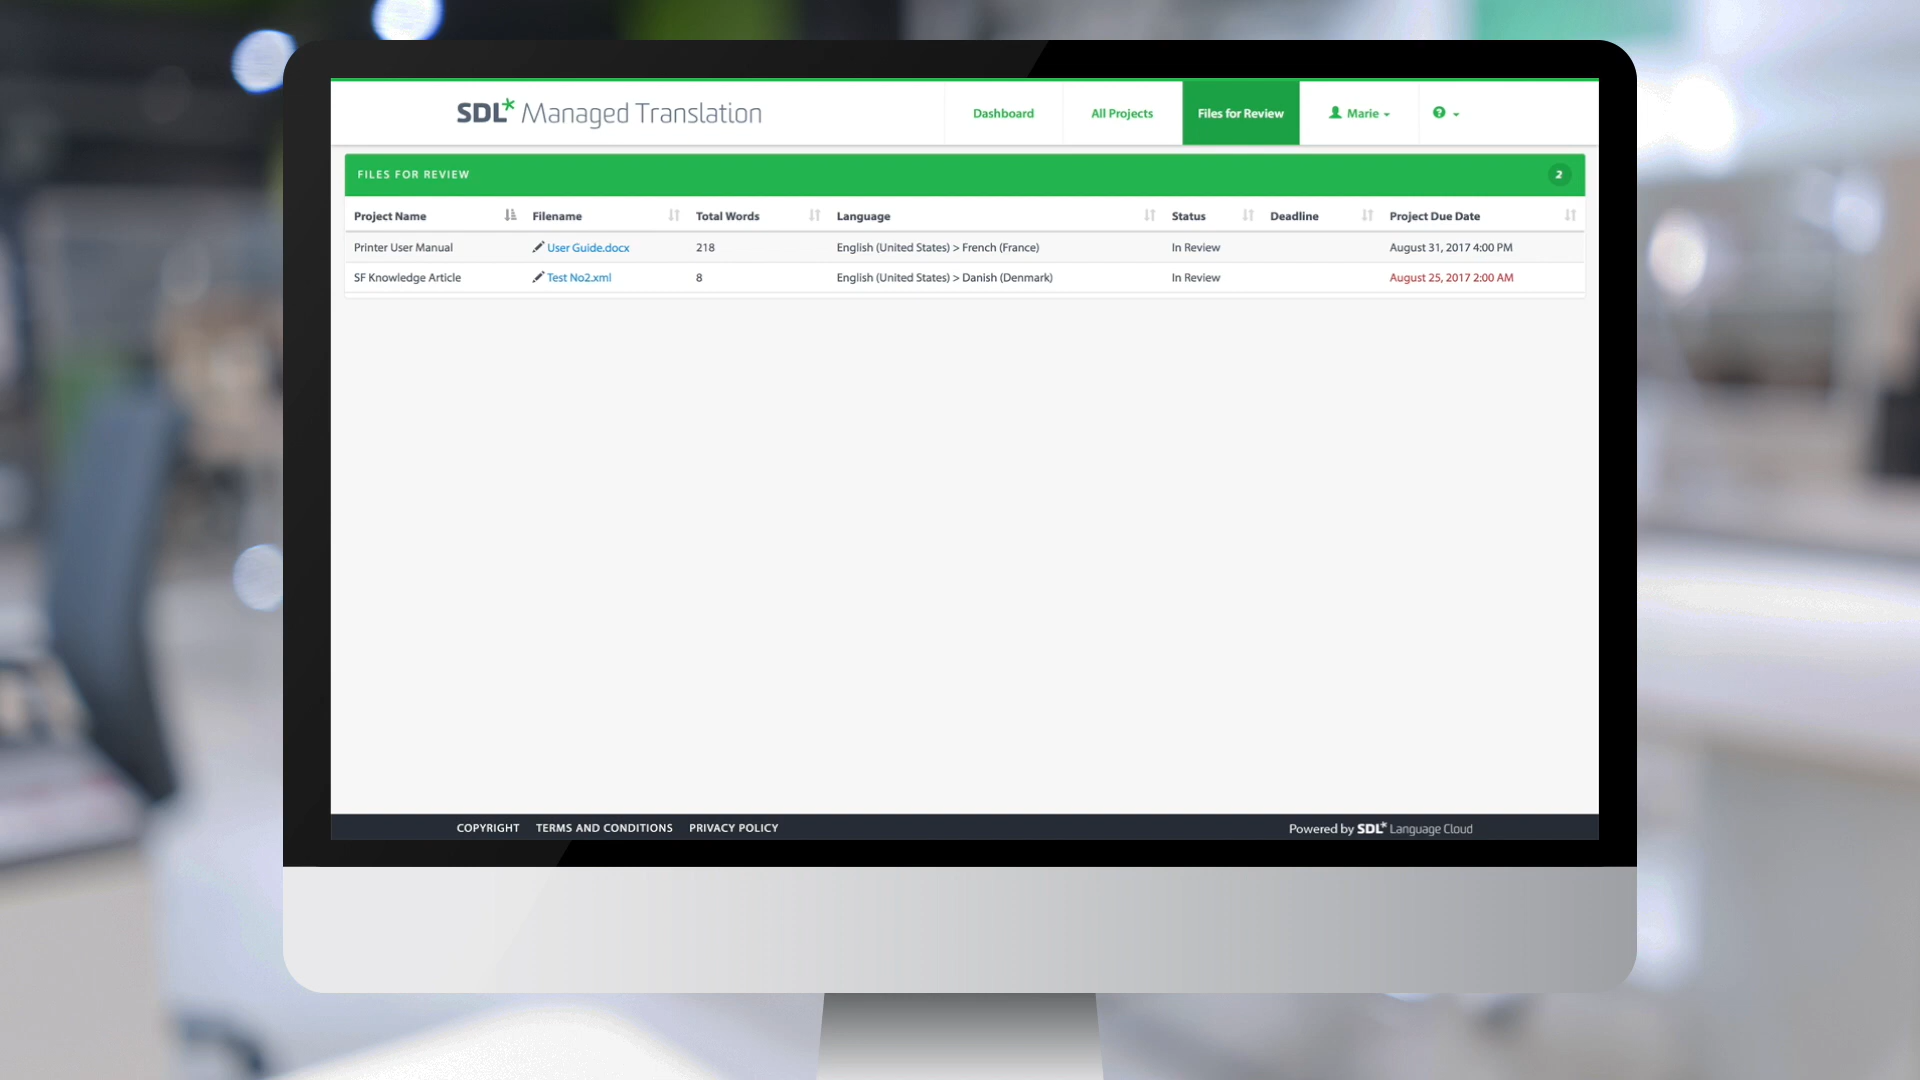 SDL* Managed Translation Dashboard All Projects Files for Review Marie
FILES FOR REVIEW 2
Project Name Filename Total Words Language Status Deadline Project Due Date
Printer User Manual User Guide.docx 218 English (United States) > French (France) In Review August 31, 2017 4:00 PM
SF Knowledge Article Test No2.xml 8 English (United States) > Danish (Denmark) In Review August 25, 2017 2:00 AM
COPYRIGHT TERMS AND CONDITIONS PRIVACY POLICY Powered by SDL* Language Cloud